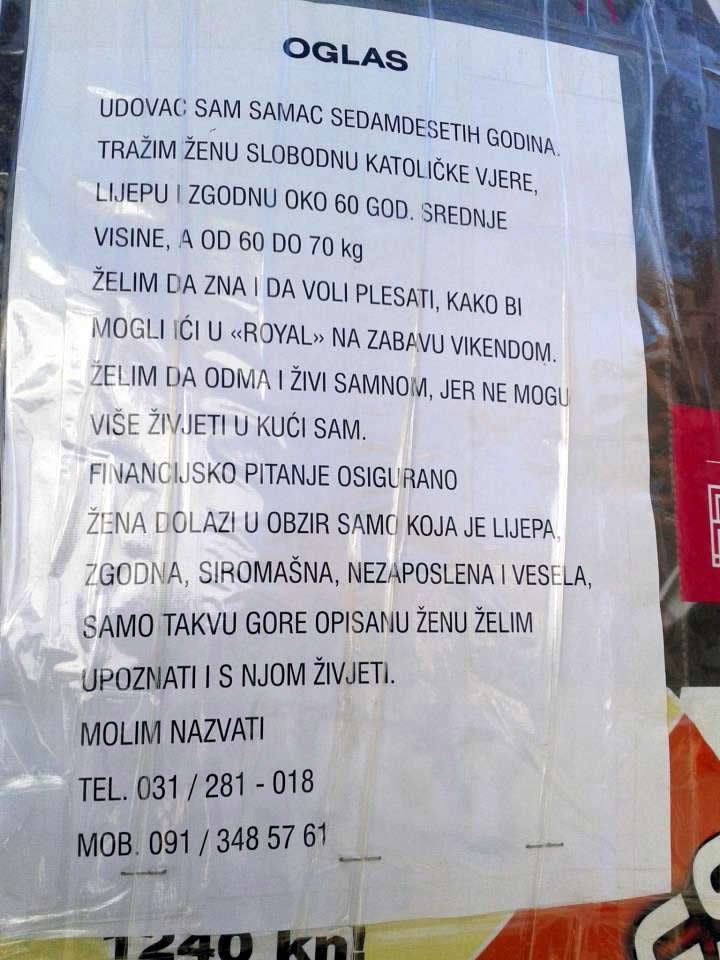 OGLAS
UDOVAC SAM SAMAC SEDAMDESETIH GODINA.
TRAŽIM ŽENU SLOBODNU KATOLIČKE VJERE,
LIJEPU I ZGODNU OKO 60 GOD. SREDNJE
VISINE, A OD 60 DO 70 kg
ŽELIM DA ZNA I DA VOLI PLESATI, KAKO BI
MOGLI IĆI U «ROYAL» NA ZABAVU VIKENDOM.
ŽELIM DA ODMA I ŽIVI SAMNOM, JER NE MOGU
VIŠE ŽIVJETI U KUĆI SAM.
FINANCIJSKO PITANJE OSIGURANO
ŽENA DOLAZI U OBZIR SAMO KOJA JE LIJEPA,
ZGODNA, SIROMAŠNA, NEZAPOSLENA I VESELA,
SAMO TAKVU GORE OPISANU ŽENU ŽELIM
UPOZNATI I S NJOM ŽIVJETI.
MOLIM NAZVATI
TEL. 031 / 281 - 018
MOB. 091 / 348 57 61
1240 kn!